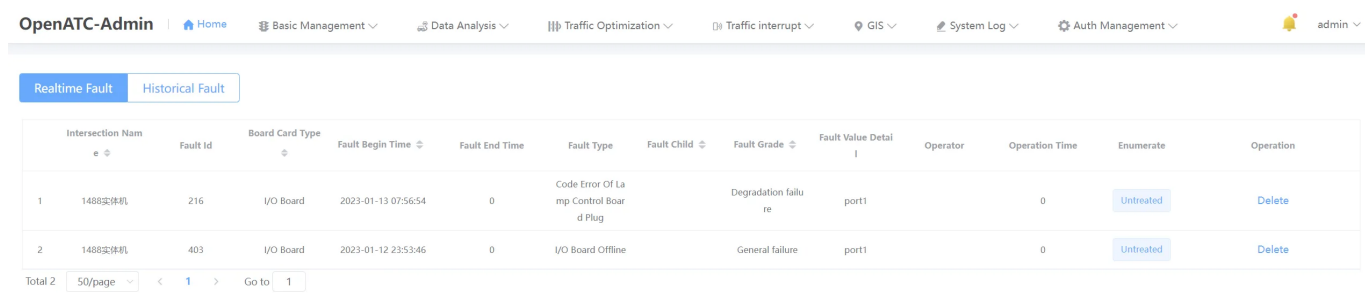 OpenATC-Admin Home Basic Management Data Analysis Traffic Optimization Traffic interrupt GIS System Log Auth Management admin
Realtime Fault Historical Fault
Intersection Nam
e
Fault Id
Board Card Type
Fault Begin Time
Fault End Time
Fault Type
Fault Child
Fault Grade
Fault Value Detai
l
Operator
Operation Time
Enumerate
Operation
1
1488实体机
216
I/O Board
2023-01-13 07:56:54
0
Code Error Of La
mp Control Boar
d Plug
Degradation failu
re
port1
0
Untreated
Delete
2
1488实体机
403
I/O Board
2023-01-12 23:53:46
0
I/O Board Offline
General failure
port1
0
Untreated
Delete
Total 2 50/page < 1 > Go to 1